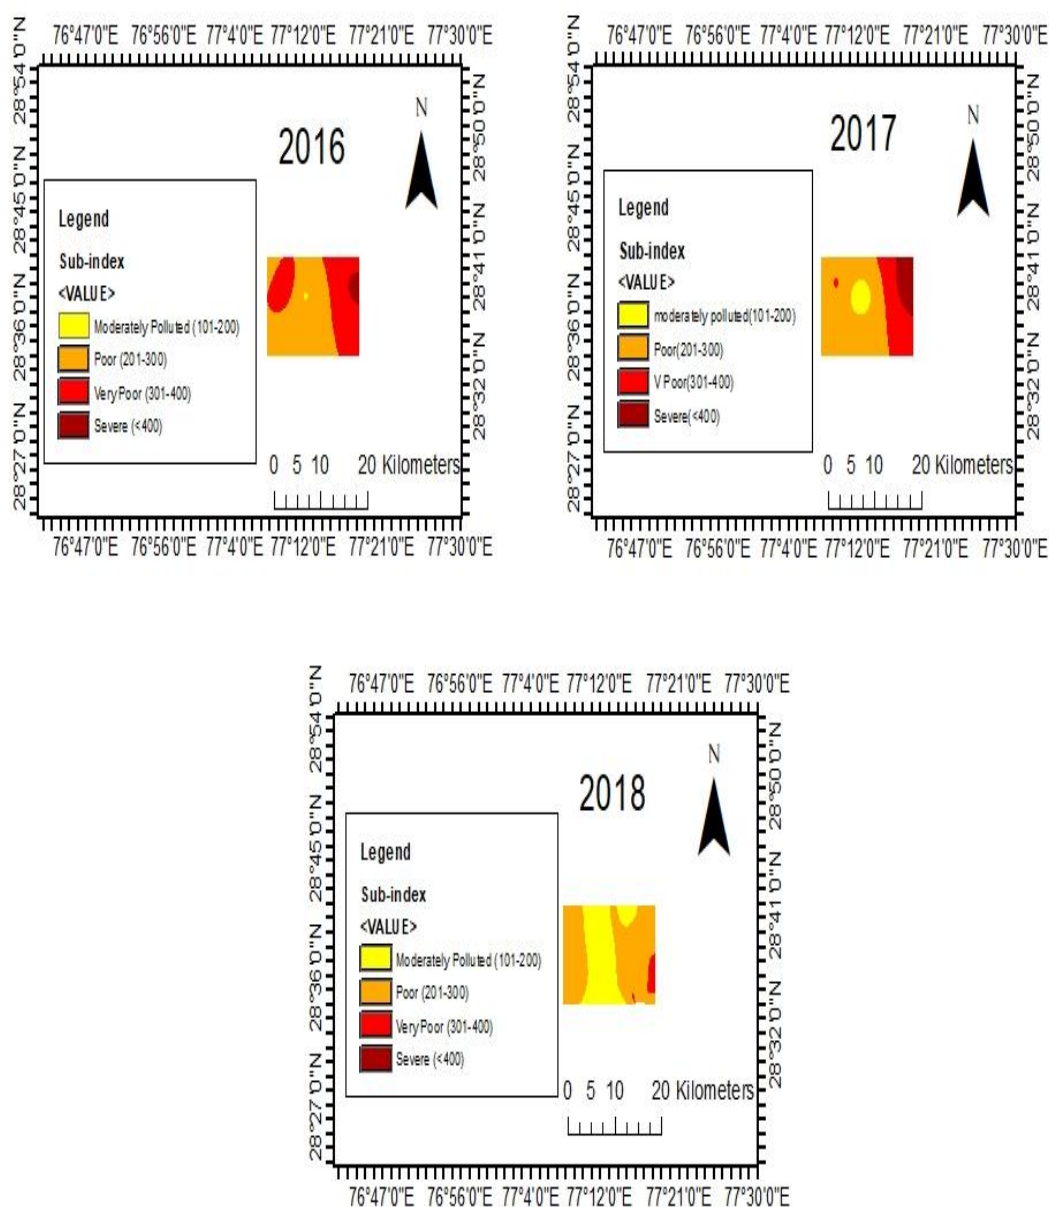 76°47'0"E 76°56'0"E 77°4'0"E 77°12'0"E 77°21'0"E 77°30'0"E
28°54'0"N
28°45'0"N
28°36'0"N
28°27'0"N
N
2016
28°50'0"N
28°41'0"N
28°32'0"N
Legend
Sub-index
<VALUE>
Moderately Polluted (101-200)
Poor (201-300)
Very Poor (301-400)
Severe (<400)
0 5 10 20 Kilometers
76°47'0"E 76°56'0"E 77°4'0"E 77°12'0"E 77°21'0"E 77°30'0"E
76°47'0"E 76°56'0"E 77°4'0"E 77°12'0"E 77°21'0"E 77°30'0"E
28°54'0"N
28°45'0"N
28°36'0"N
28°27'0"N
N
2017
28°50'0"N
28°41'0"N
28°32'0"N
Legend
Sub-index
<VALUE>
moderately polluted(101-200)
Poor(201-300)
V Poor(301-400)
Severe(<400)
0 5 10 20 Kilometers
76°47'0"E 76°56'0"E 77°4'0"E 77°12'0"E 77°21'0"E 77°30'0"E
76°47'0"E 76°56'0"E 77°4'0"E 77°12'0"E 77°21'0"E 77°30'0"E
28°54'0"N
28°45'0"N
28°36'0"N
28°27'0"N
N
2018
28°50'0"N
28°41'0"N
28°32'0"N
Legend
Sub-index
<VALUE>
Moderately Polluted (101-200)
Poor (201-300)
Very Poor (301-400)
Severe (<400)
0 5 10 20 Kilometers
76°47'0"E 76°56'0"E 77°4'0"E 77°12'0"E 77°21'0"E 77°30'0"E